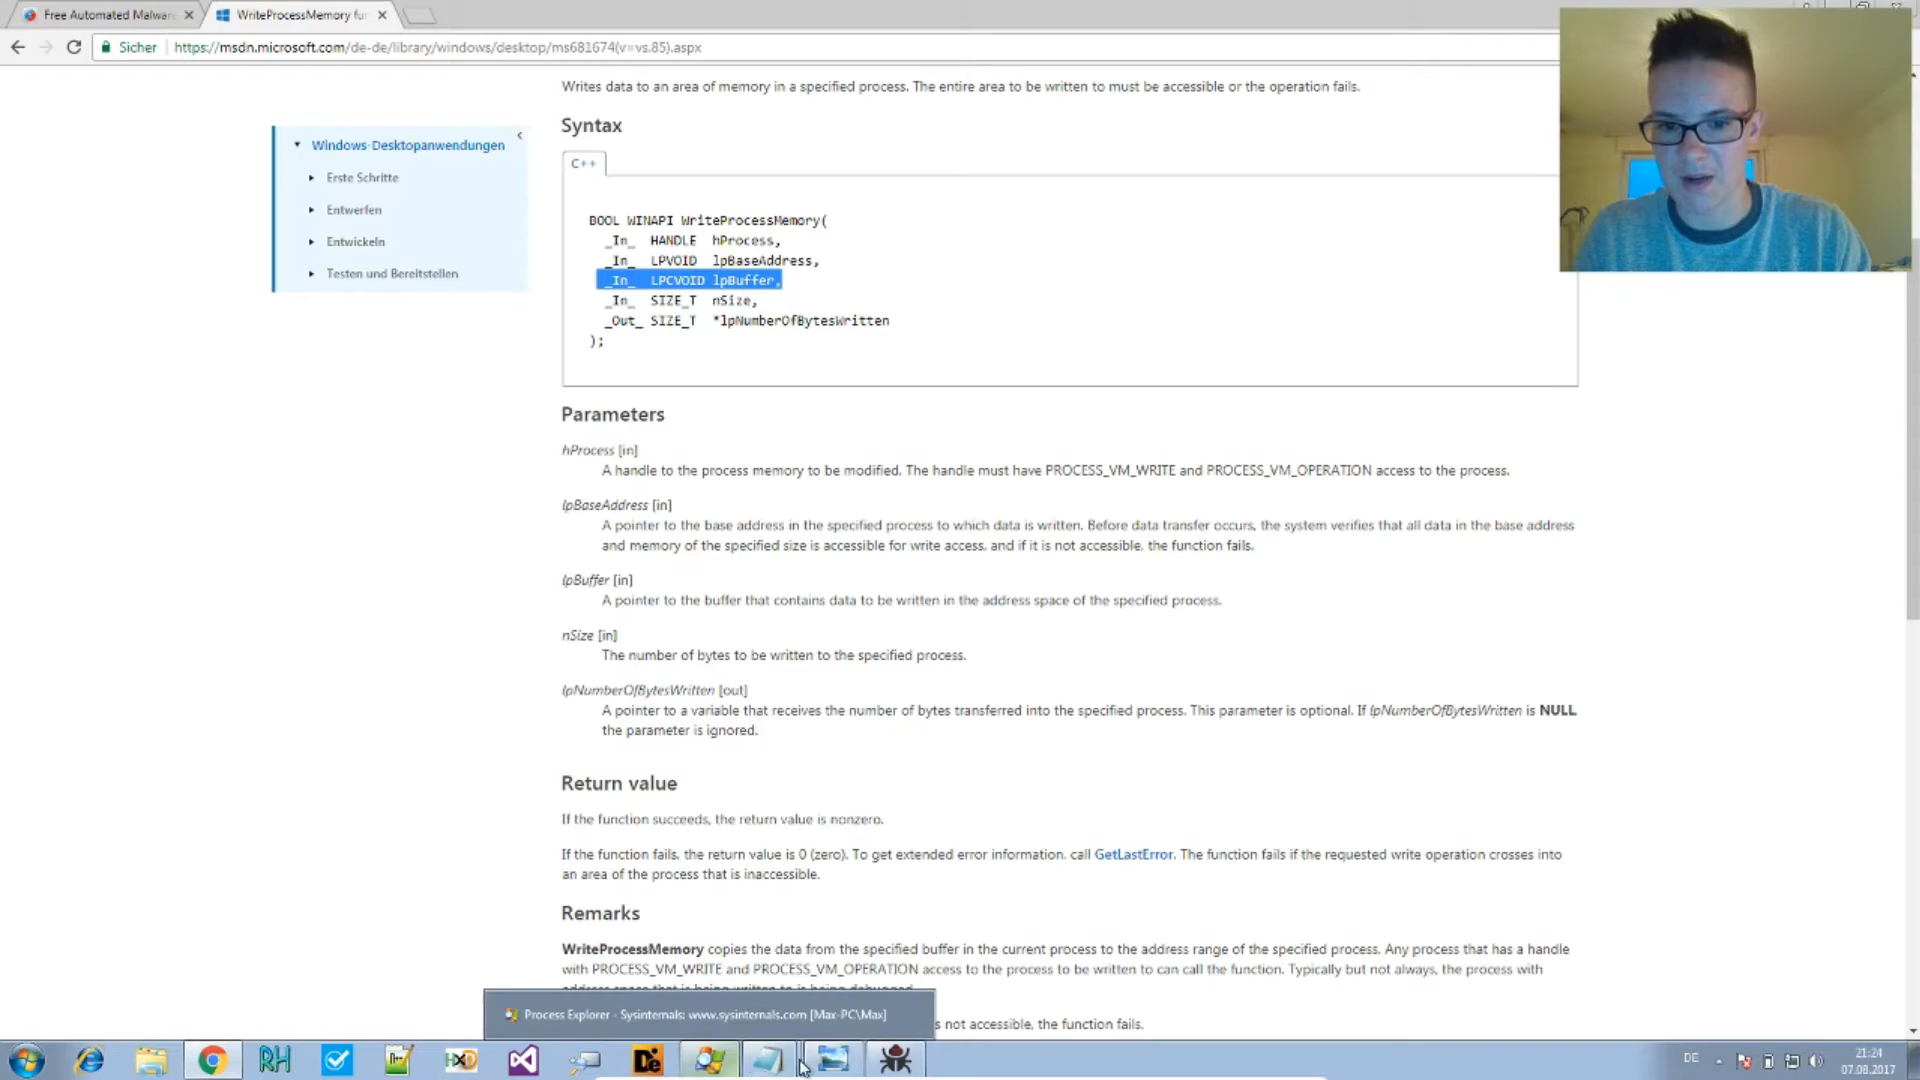 Free Automated Malwar
WriteProcessMemory fu
Sicher
https://msdn.microsoft.com/de-de/library/windows/desktop/ms681674(v=vs.85).aspx
Writes data to an area of memory in a specified process. The entire area to be written to must be accessible or the operation fails.
Windows-Desktopanwendungen
Erste Schritte
Entwerfen
Entwickeln
Testen und Bereitstellen
Syntax
C++
BOOL WINAPI WriteProcessMemory(
_In_ HANDLE hProcess,
_In_ LPVOID lpBaseAddress,
_In_ LPCVOID lpBuffer,
_In_ SIZE_T nSize,
_Out_ SIZE_T *lpNumberOfBytesWritten
);
Parameters
hProcess [in]
A handle to the process memory to be modified. The handle must have PROCESS_VM_WRITE and PROCESS_VM_OPERATION access to the process.
lpBaseAddress [in]
A pointer to the base address in the specified process to which data is written. Before data transfer occurs, the system verifies that all data in the base address
and memory of the specified size is accessible for write access, and if it is not accessible, the function fails.
lpBuffer [in]
A pointer to the buffer that contains data to be written in the address space of the specified process.
nSize [in]
The number of bytes to be written to the specified process.
lpNumberOfBytesWritten [out]
A pointer to a variable that receives the number of bytes transferred into the specified process. This parameter is optional. If lpNumberOfBytesWritten is NULL,
the parameter is ignored.
Return value
If the function succeeds, the return value is nonzero.
If the function fails, the return value is 0 (zero). To get extended error information, call GetLastError. The function fails if the requested write operation crosses into
an area of the process that is inaccessible.
Remarks
WriteProcessMemory copies the data from the specified buffer in the current process to the address range of the specified process. Any process that has a handle
with PROCESS_VM_WRITE and PROCESS_VM_OPERATION access to the process to be written to can call the function. Typically but not always, the process with
address space that is being written to is being debugged.
Process Explorer - Sysinternals: www.sysinternals.com [Max-PC\Max]
s not accessible, the function fails.
RH
HXD
De
DE
21:24
07.08.2017